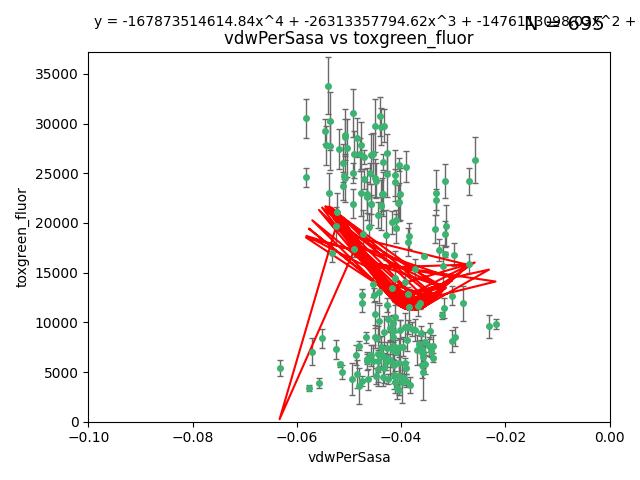 y = -167873514614.84x^4 + -26313357794.62x^3 + x^2 +
N = 695
vdwPerSasa vs toxgreen_fluor
35000
30000
25000
20000
15000
10000
5000
0
toxgreen_fluor
−0.10 −0.08 −0.06 −0.04 −0.02 0.00
vdwPerSasa